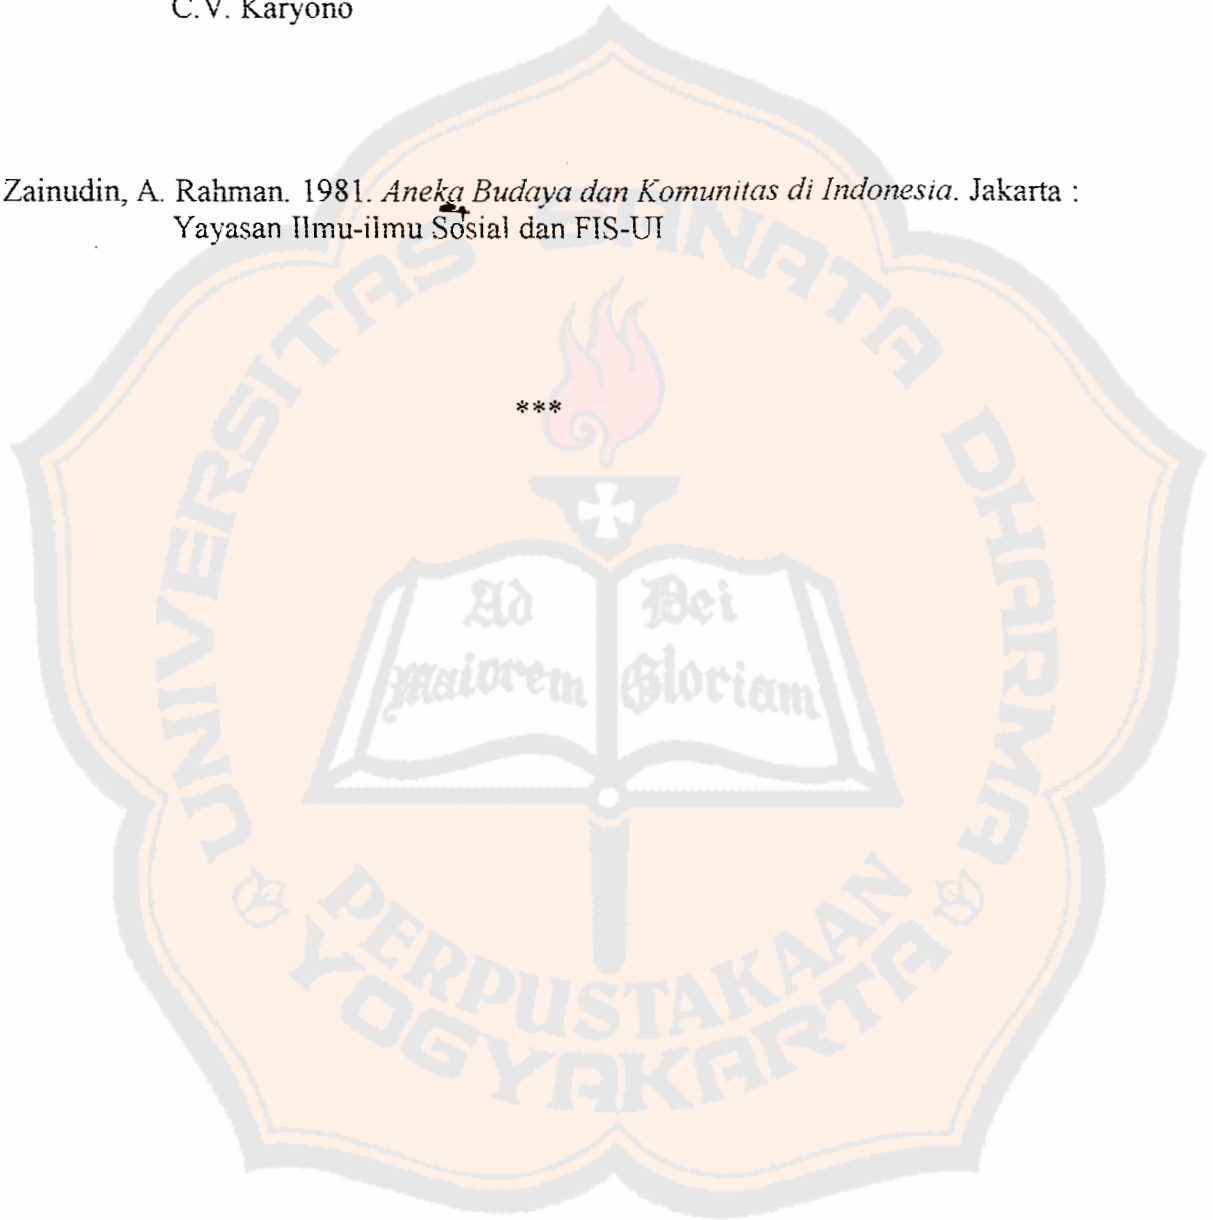 C.V. Karyono
Zainudin, A. Rahman. 1981. Aneka Budaya dan Komunitas di Indonesia. Jakarta :
Yayasan Ilmu-ilmu Sosial dan FIS-UI
***
UNIVERSITAS SANATA DHARMA
Ad Dei
Maiorem Gloriam
PERPUSTAKAAN
YOGYAKARTA